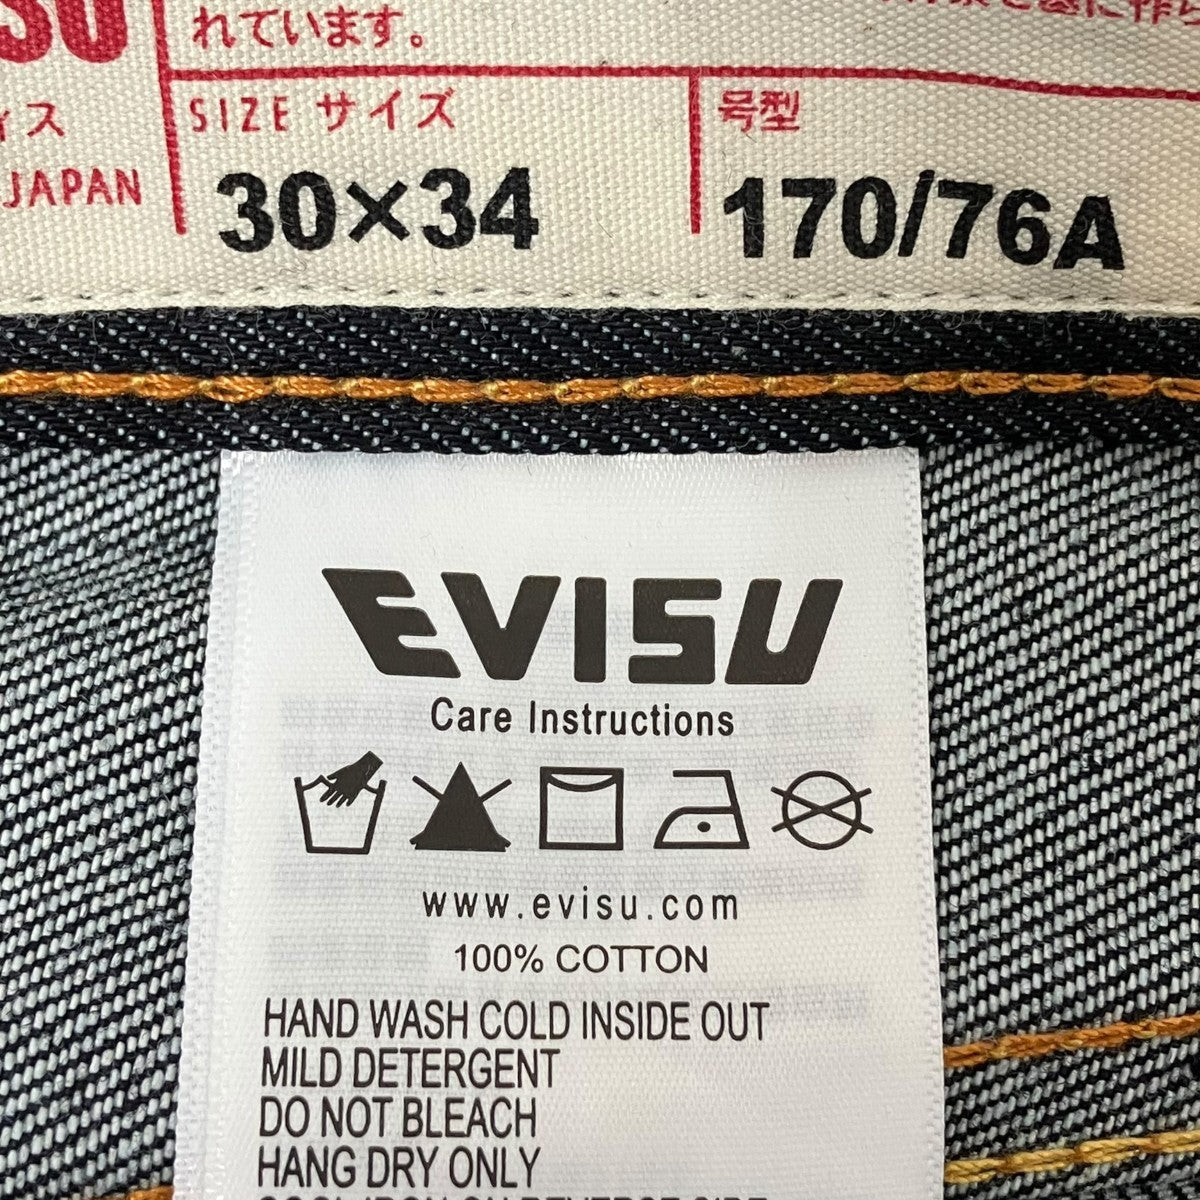 れています。
SIZE サイズ
号型
ィス
JAPAN
30×34
170/76A
EVISU
Care Instructions
www.evisu.com
100% COTTON
HAND WASH COLD INSIDE OUT
MILD DETERGENT
DO NOT BLEACH
HANG DRY ONLY